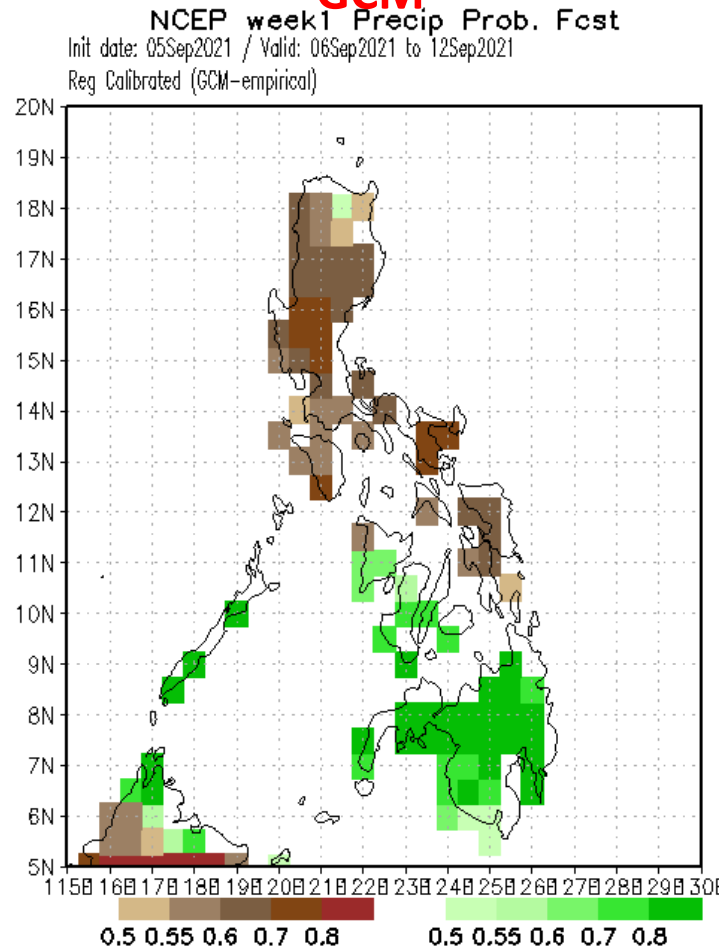 GCM
NCEP week1 Precip Prob. Fcst
Init date: 05Sep2021 / Valid: 06Sep2021 to 12Sep2021
Reg Calibrated (GCM-empirical)
20N
19N
18N
17N
16N
15N
14N
13N
12N
11N
10N
9N
8N
7N
6N
5N
115E 116E 117E 118E 119E 120E 121E 122E 123E 124E 125E 126E 127E 128E 129E 130E
0.5 0.55 0.6 0.7 0.8 0.5 0.55 0.6 0.7 0.8